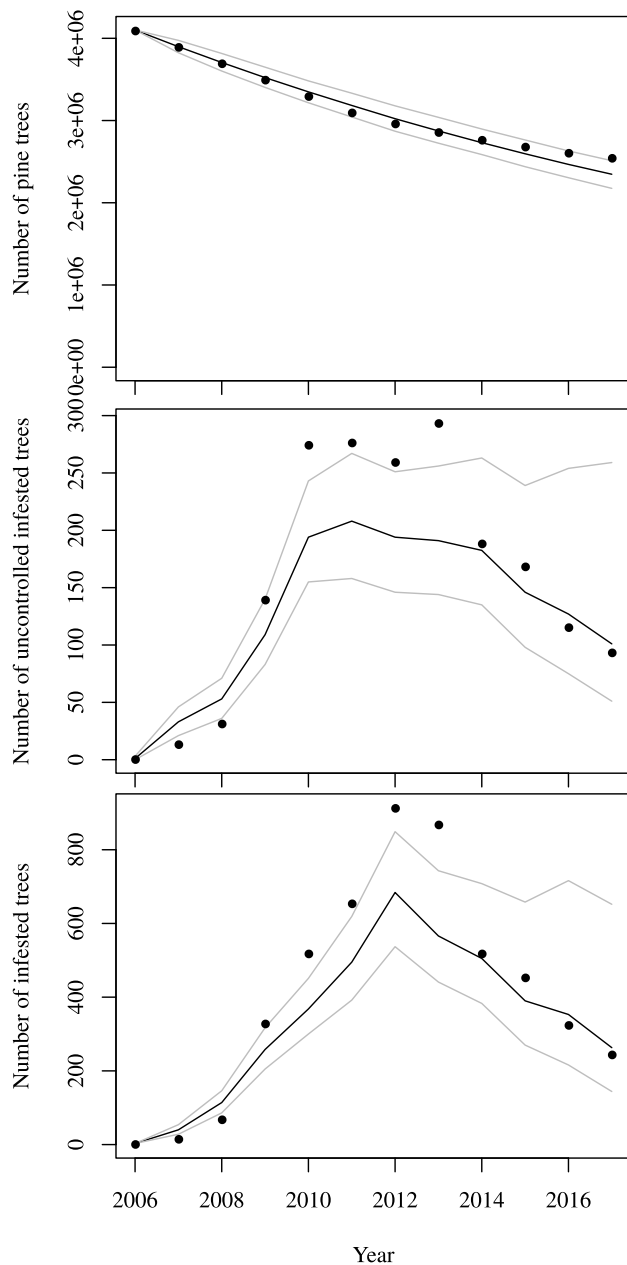 Number of pine trees
4e+06
3e+06
2e+06
1e+06
0e+00
Number of uncontrolled infested trees
300
250
200
150
100
50
0
Number of infested trees
800
600
400
200
0
2006 2008 2010 2012 2014 2016
Year